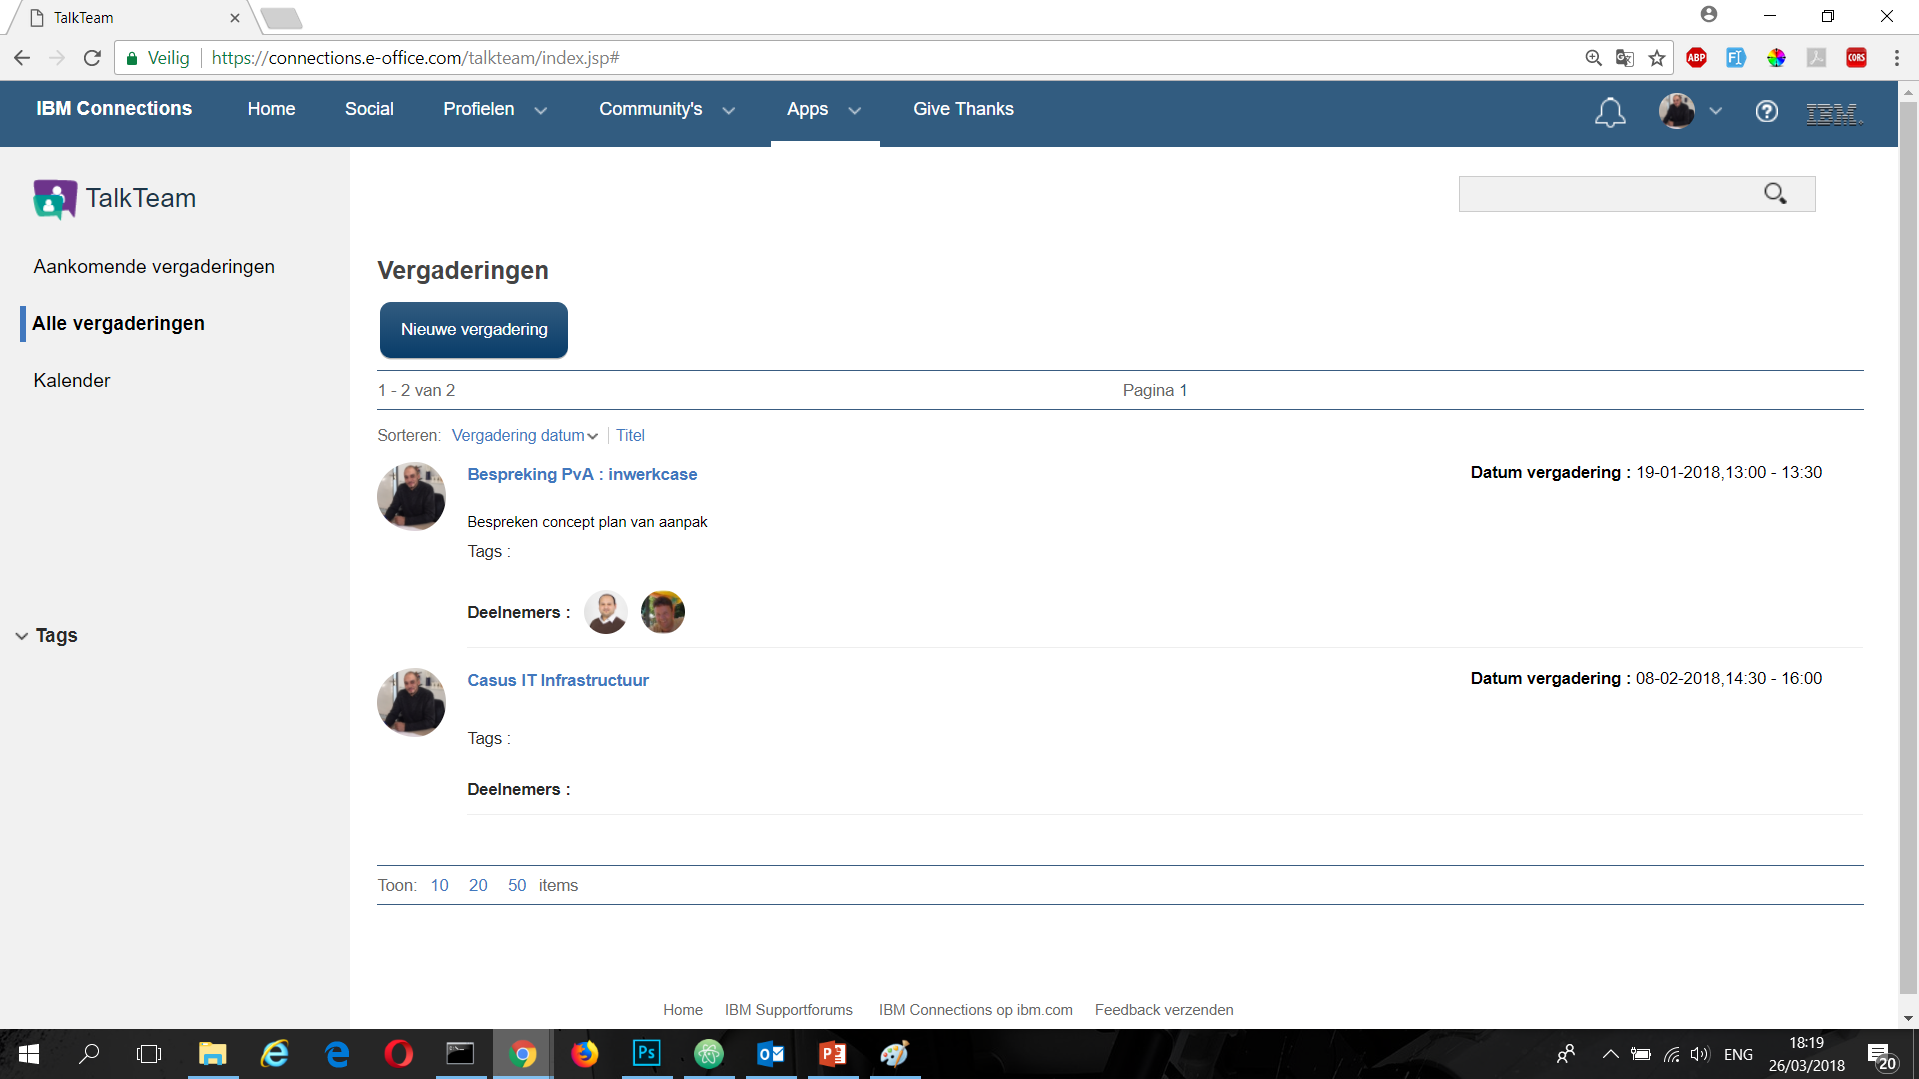 TalkTeam
Veilig https://connections.e-office.com/talkteam/index.jsp#
ABP
CORS
IBM Connections Home Social Profielen Community's Apps Give Thanks
IBM
TalkTeam
Aankomende vergaderingen
Alle vergaderingen
Kalender
Tags
Vergaderingen
Nieuwe vergadering
1 - 2 van 2 Pagina 1
Sorteren: Vergadering datum Titel
Bespreking PvA : inwerkcase Datum vergadering : 19-01-2018,13:00 - 13:30
Bespreken concept plan van aanpak
Tags :
Deelnemers :
Casus IT Infrastructuur Datum vergadering : 08-02-2018,14:30 - 16:00
Tags :
Deelnemers :
Toon: 10 20 50 items
Home IBM Supportforums IBM Connections op ibm.com Feedback verzenden
Ps
ENG
18:19
26/03/2018
20